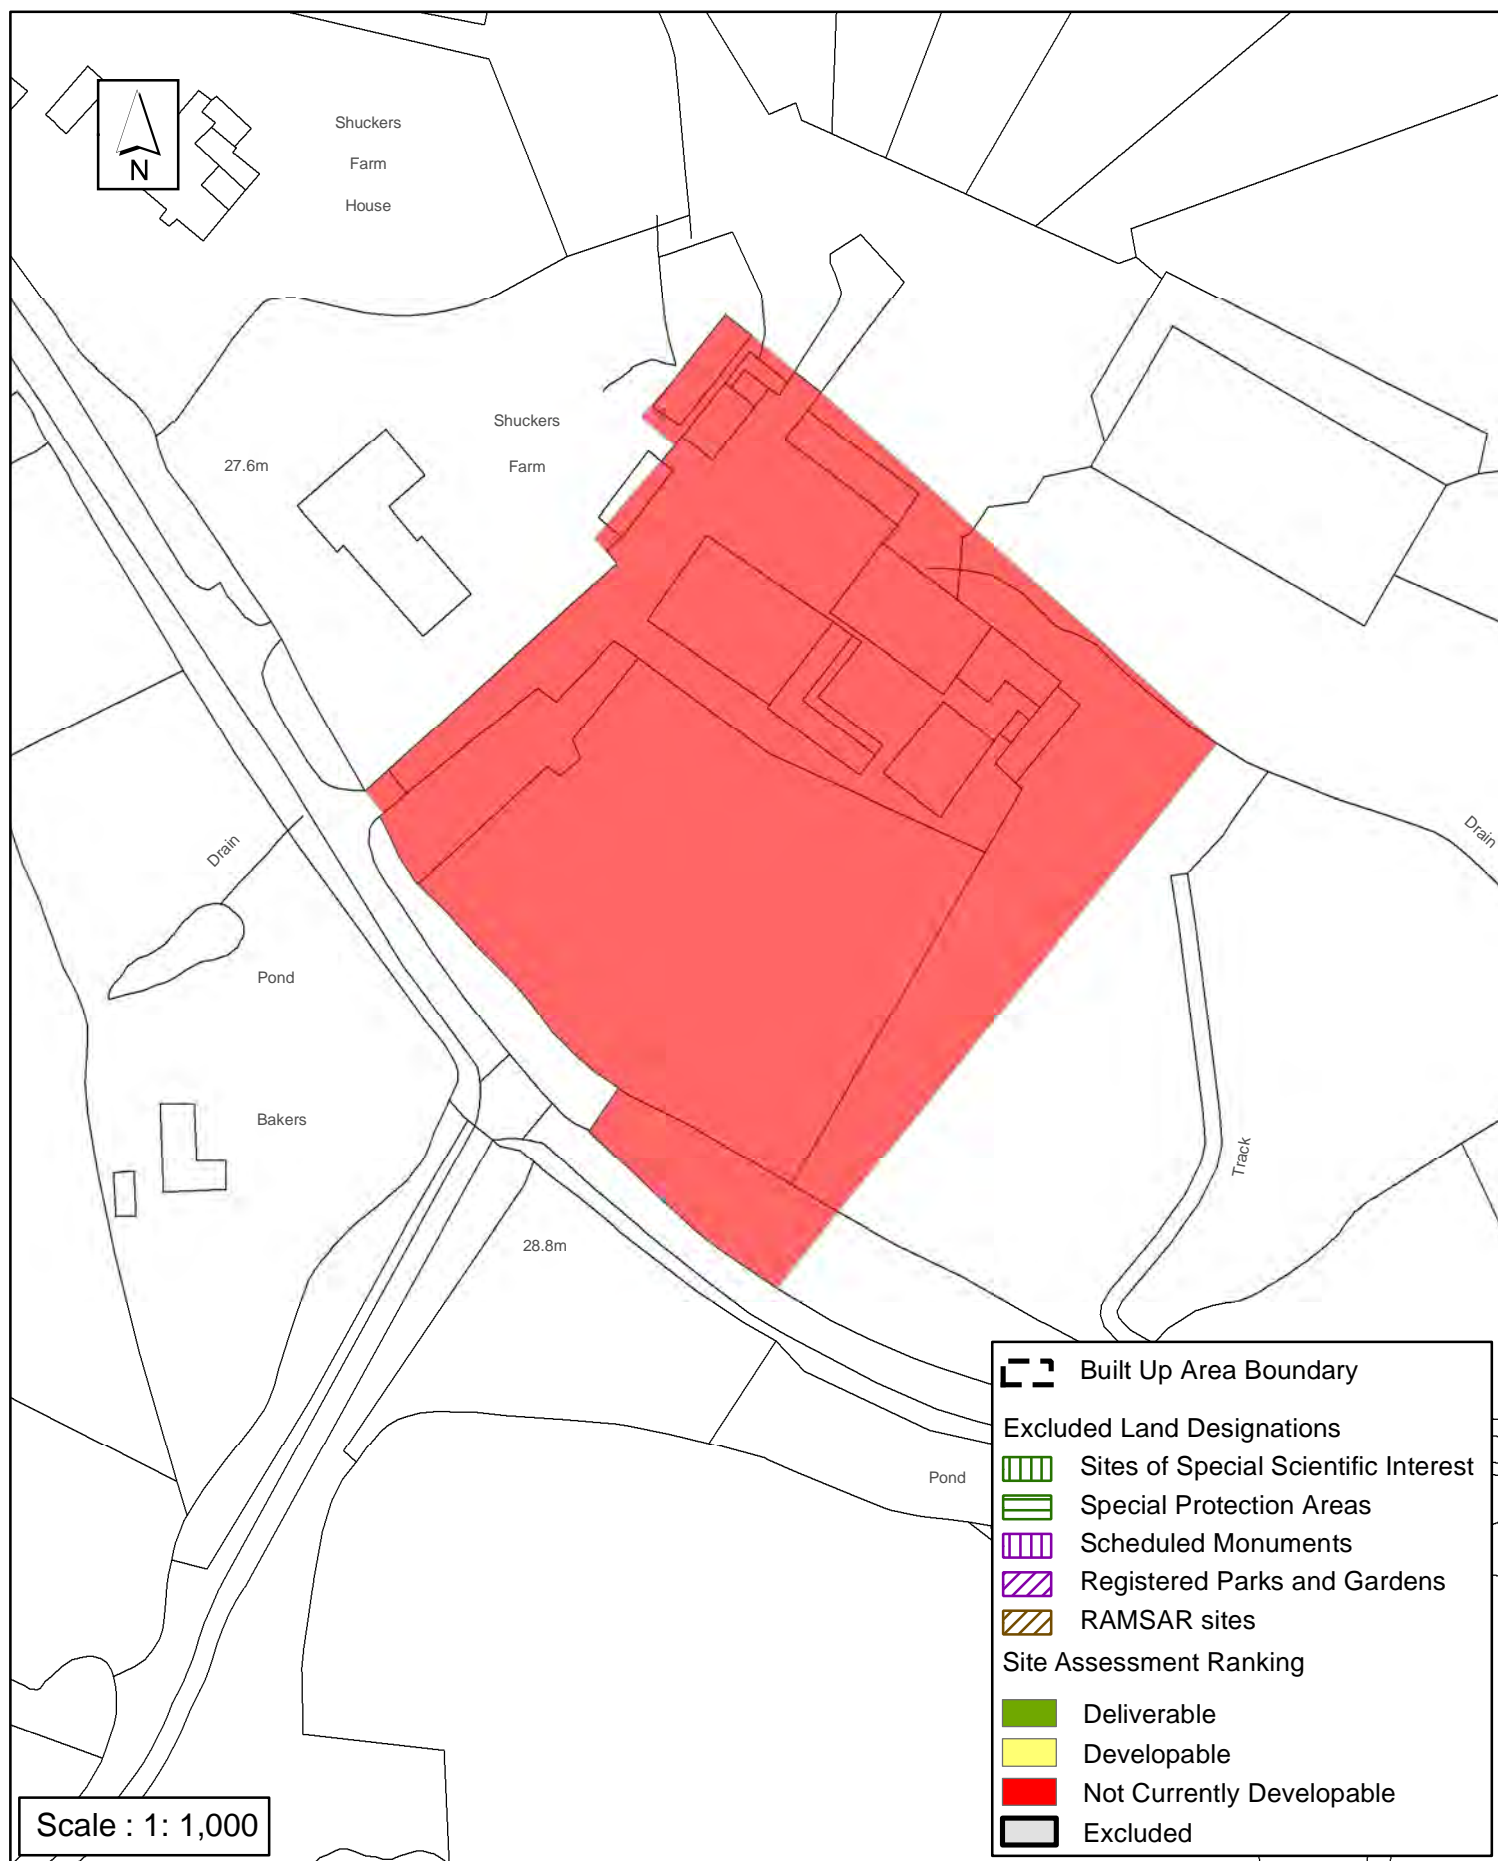 Shuckers
Farm
House
N
Shuckers
Farm
27.6m
Drain
Drain
Pond
Bakers
Track
28.8m
Pond
Built Up Area Boundary
Excluded Land Designations
Sites of Special Scientific Interest
Special Protection Areas
Scheduled Monuments
Registered Parks and Gardens
RAMSAR sites
Site Assessment Ranking
Deliverable
Developable
Not Currently Developable
Excluded
Scale : 1: 1,000